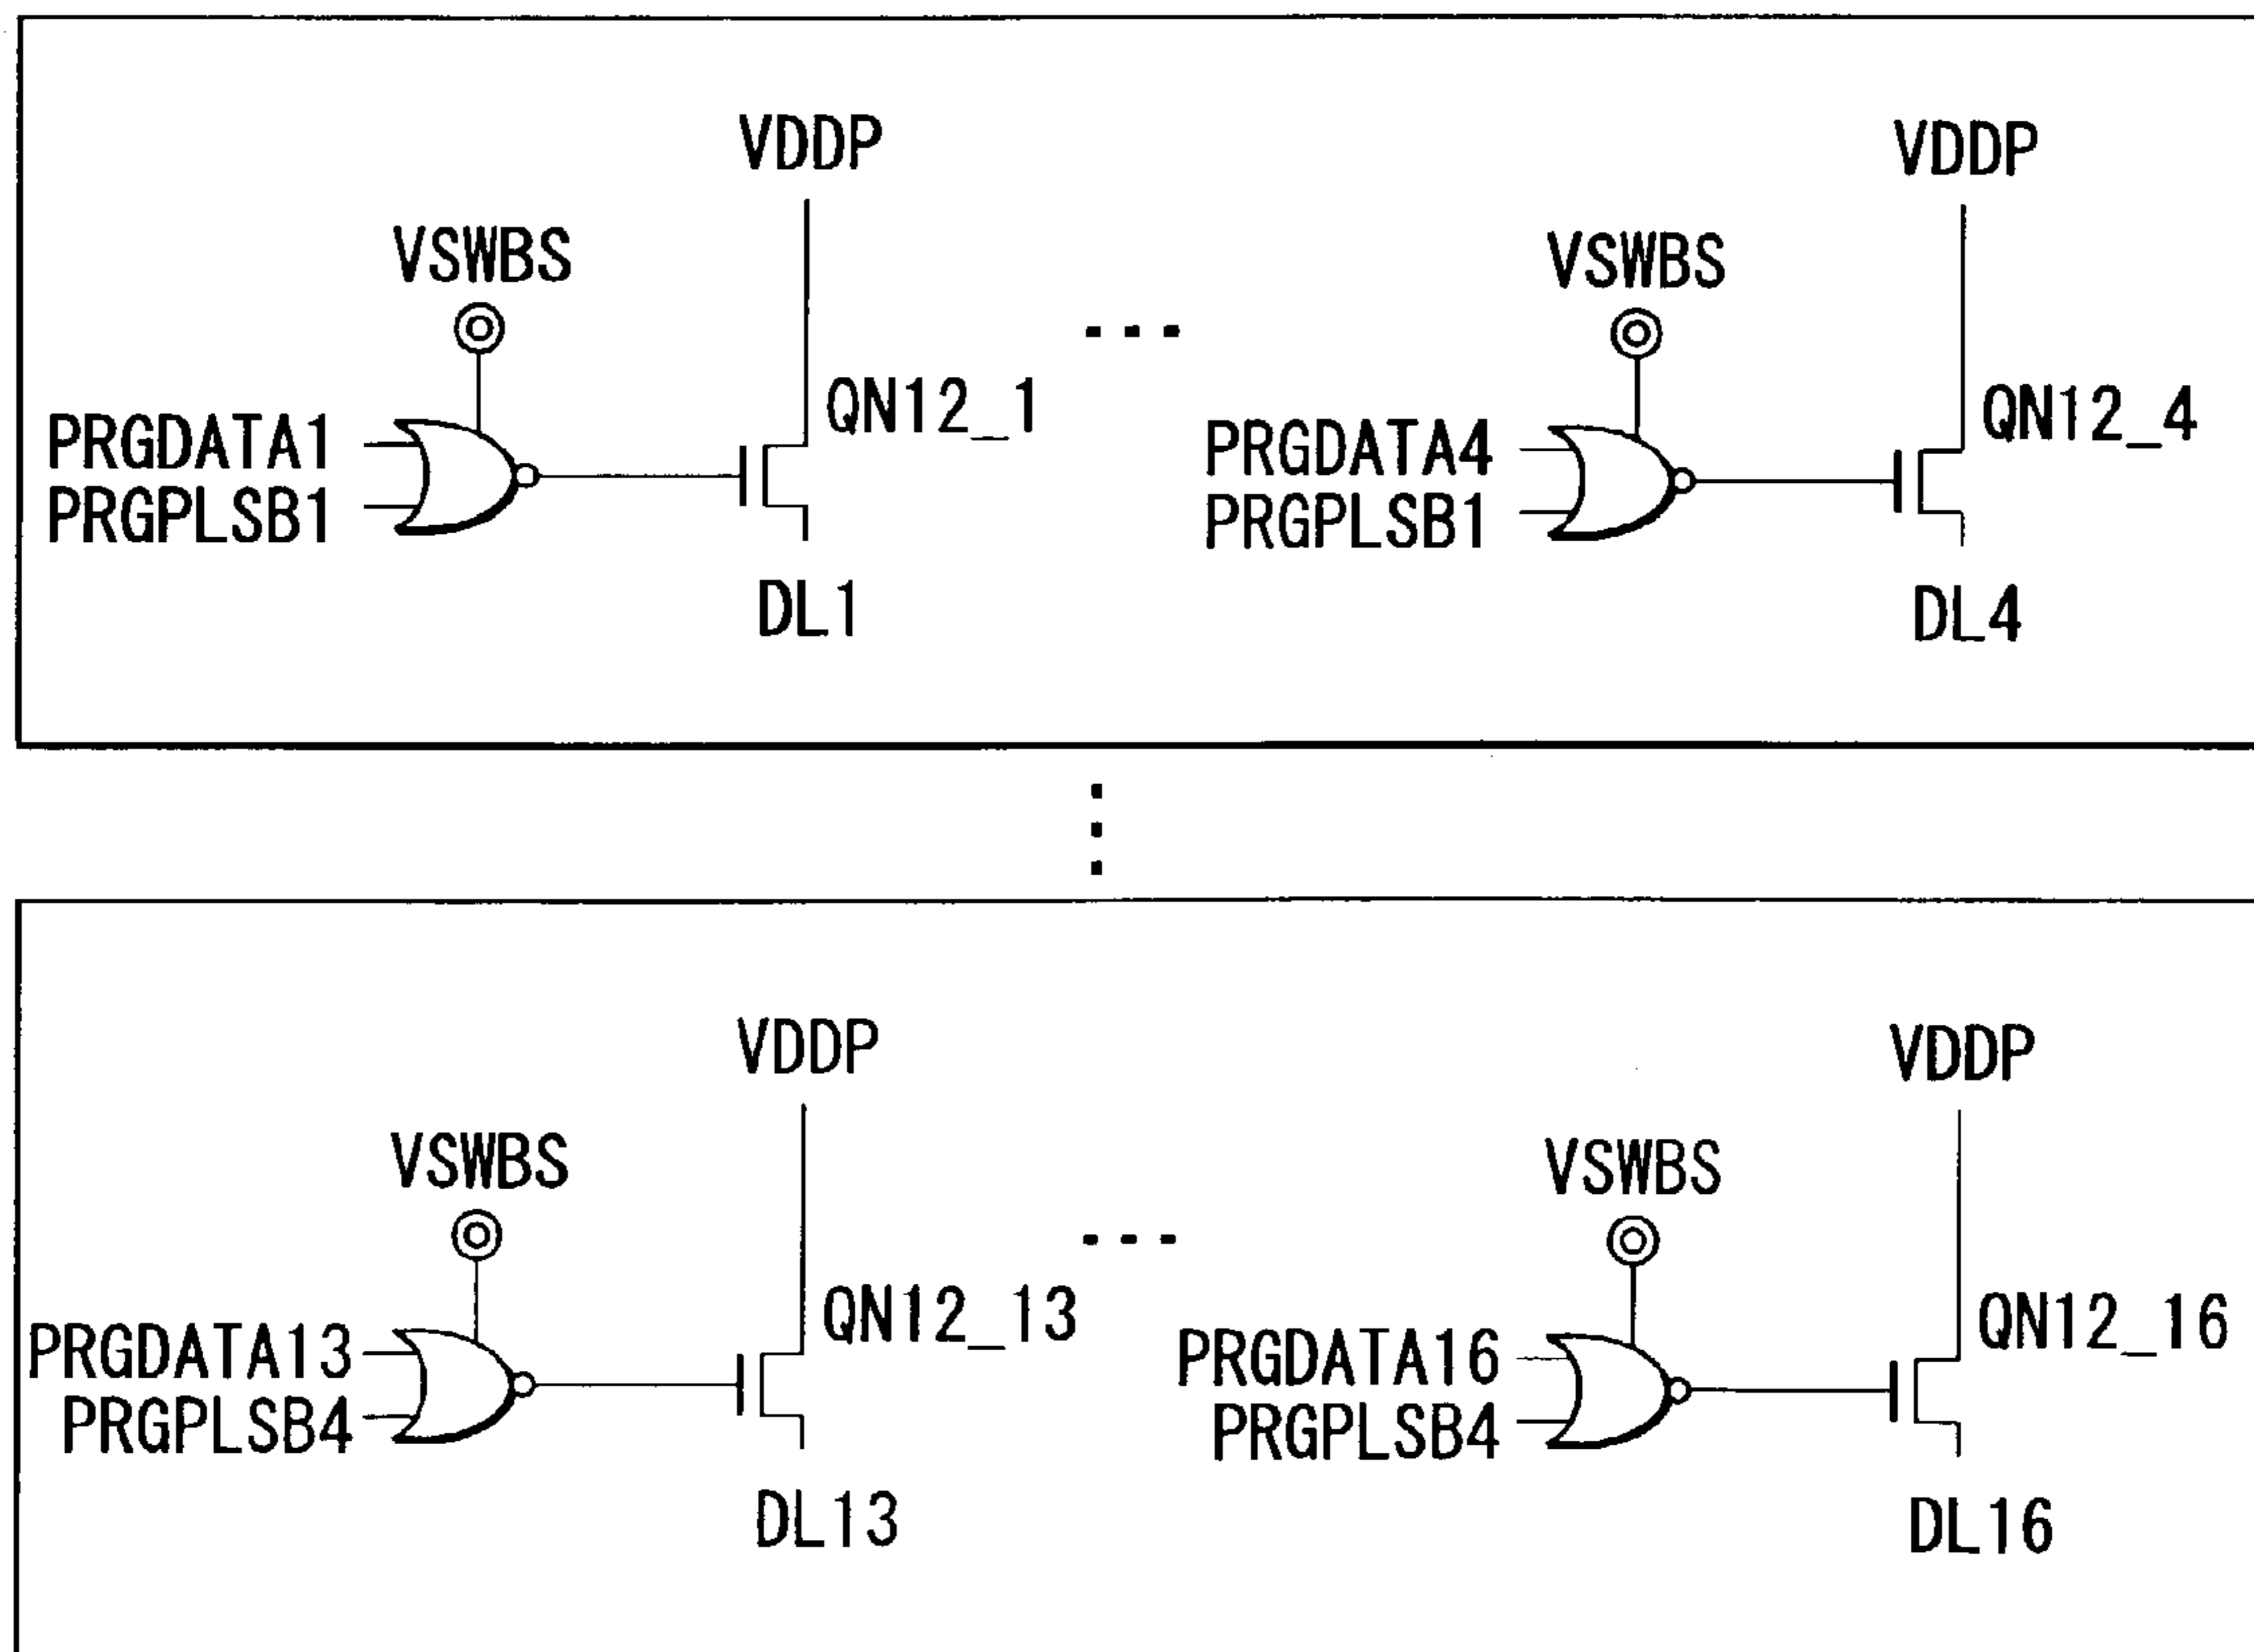 VDDP
VDDP
VSWBS
VSWBS
QN12_1
QN12_4
PRGDATA1
PRGPLSB1
PRGDATA4
PRGPLSB1
DL1
DL4
VDDP
VDDP
VSWBS
VSWBS
QN12_13
QN12_16
PRGDATA13
PRGPLSB4
PRGDATA16
PRGPLSB4
DL13
DL16